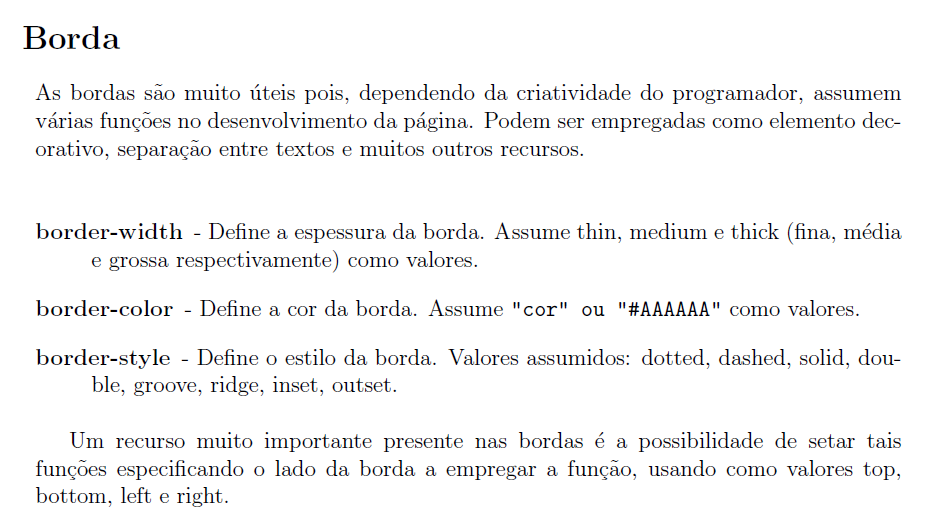 Borda
As bordas são muito úteis pois, dependendo da criatividade do programador, assumem
várias funções no desenvolvimento da página. Podem ser empregadas como elemento dec-
orativo, separação entre textos e muitos outros recursos.
border-width - Define a espessura da borda. Assume thin, medium e thick (fina, média
e grossa respectivamente) como valores.
border-color - Define a cor da borda. Assume "cor" ou "#AAAAAA" como valores.
border-style - Define o estilo da borda. Valores assumidos: dotted, dashed, solid, dou-
ble, groove, ridge, inset, outset.
Um recurso muito importante presente nas bordas é a possibilidade de setar tais
funções especificando o lado da borda a empregar a função, usando como valores top,
bottom, left e right.